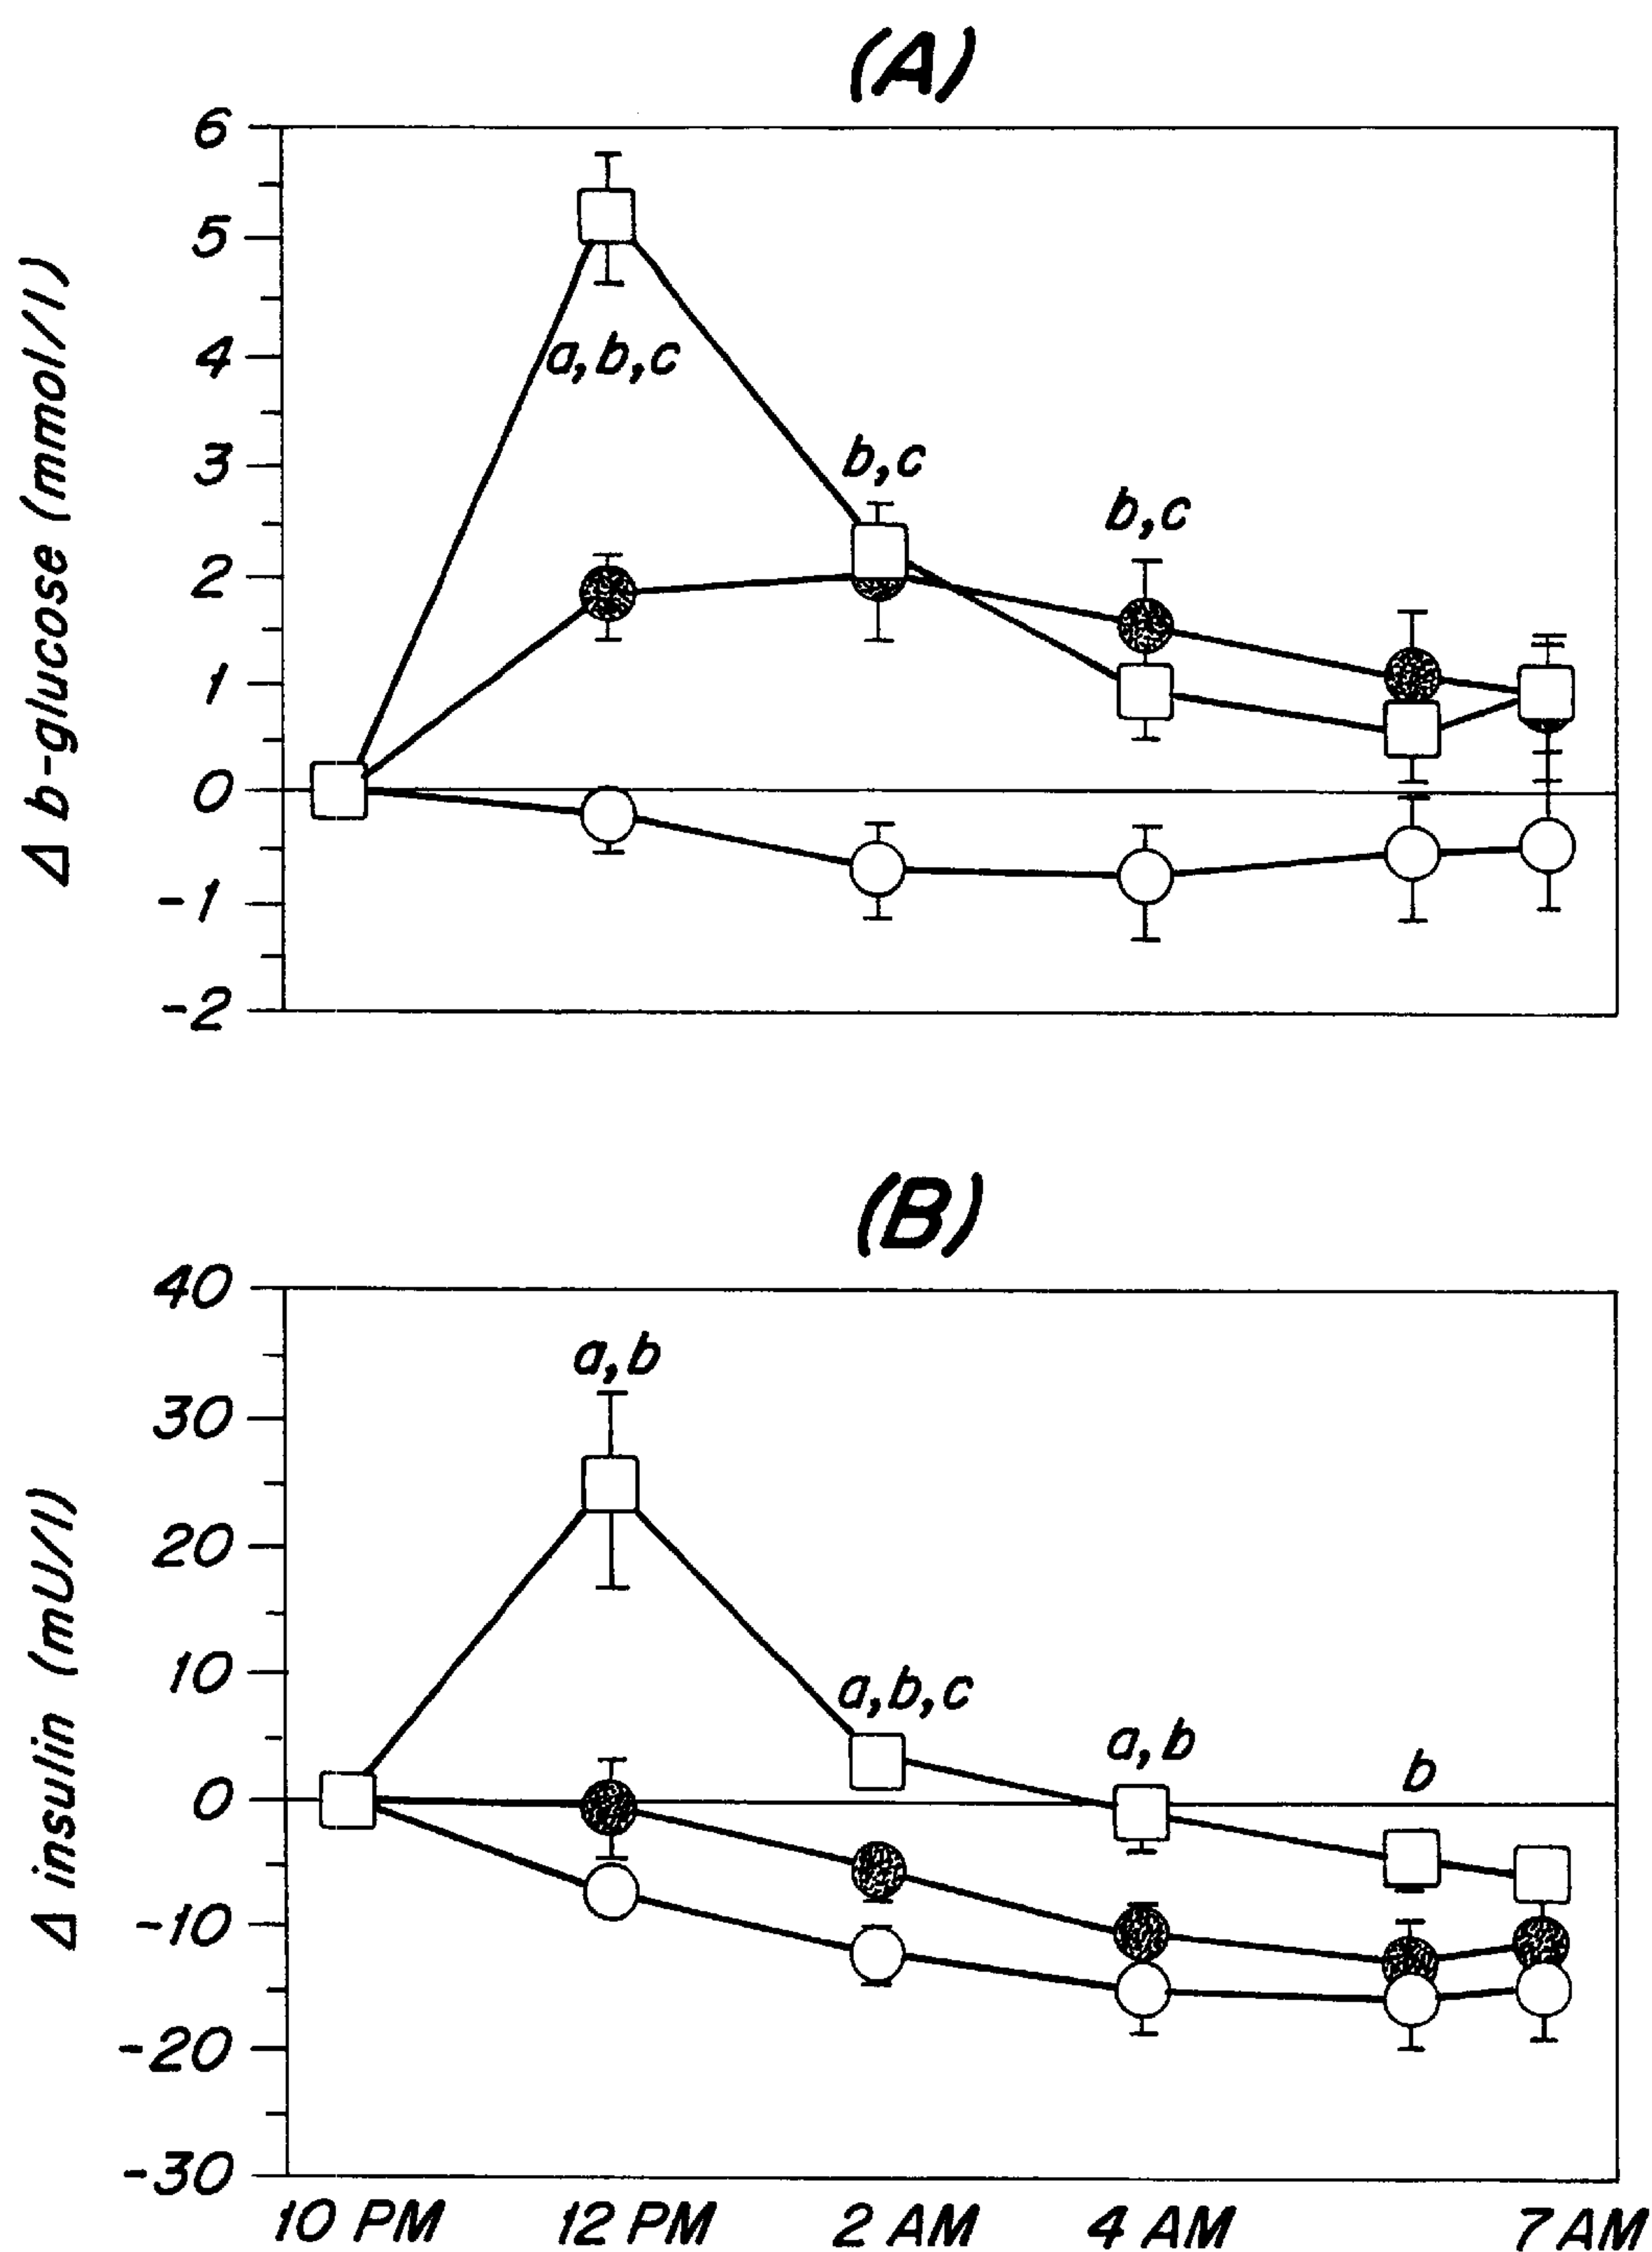 (A)
Δ b-glucose (mmol/l)
6
5
4
3
2
1
0
-1
-2
a,b,c
b,c
b,c
(B)
Δ insulin (mU/l)
40
30
20
10
0
-10
-20
-30
a,b
a,b,c
a,b
b
10 PM 12 PM 2 AM 4 AM 7 AM